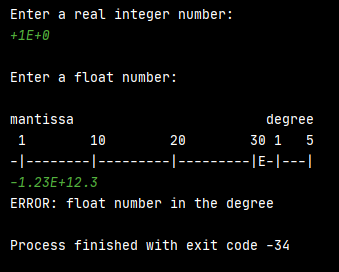 Enter a real integer number:
+1E+0
Enter a float number:
mantissa                        degree
 1        10        20        30 1   5
-|--------|---------|---------|E-|---|
-1.23E+12.3
ERROR: float number in the degree
Process finished with exit code -34